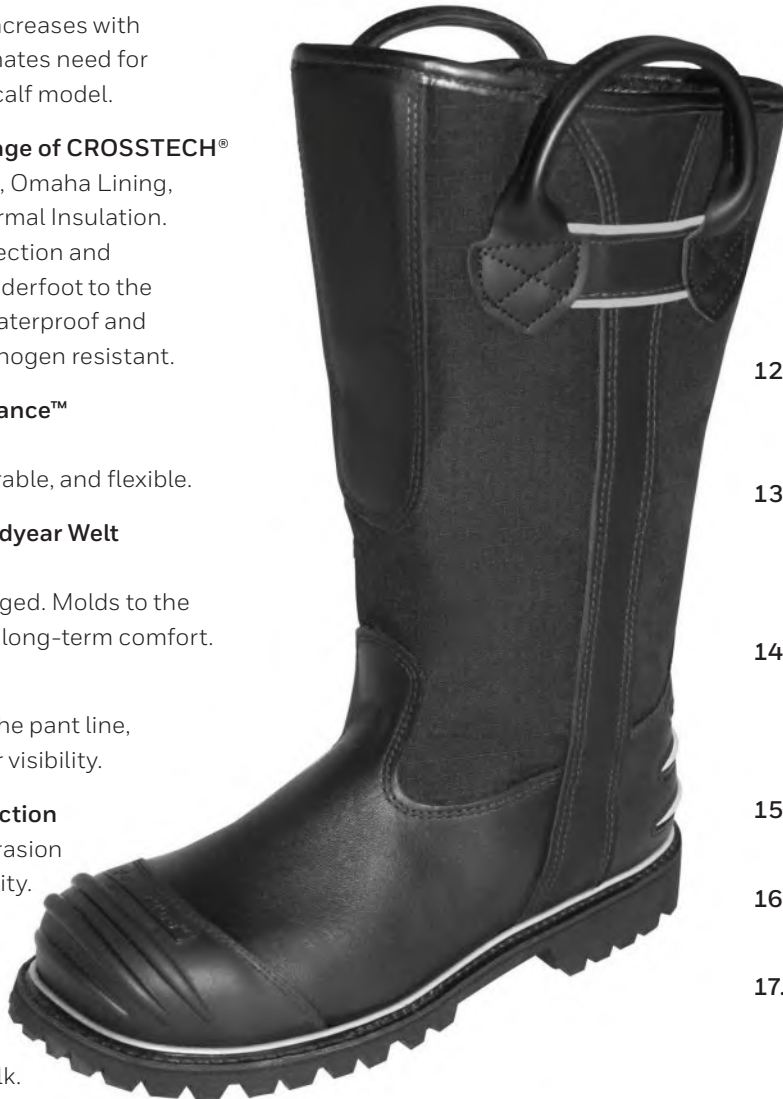 ncreases with
nates need for
calf model.
nge of CROSSTECH®
, Omaha Lining,
rmal Insulation.
ection and
derfoot to the
aterproof and
hogen resistant.
ance™
rable, and flexible.
dyear Welt
ged. Molds to the
long-term comfort.
he pant line,
r visibility.
ction
rasion
ity.
lk.
12
13
14
15
16
17.